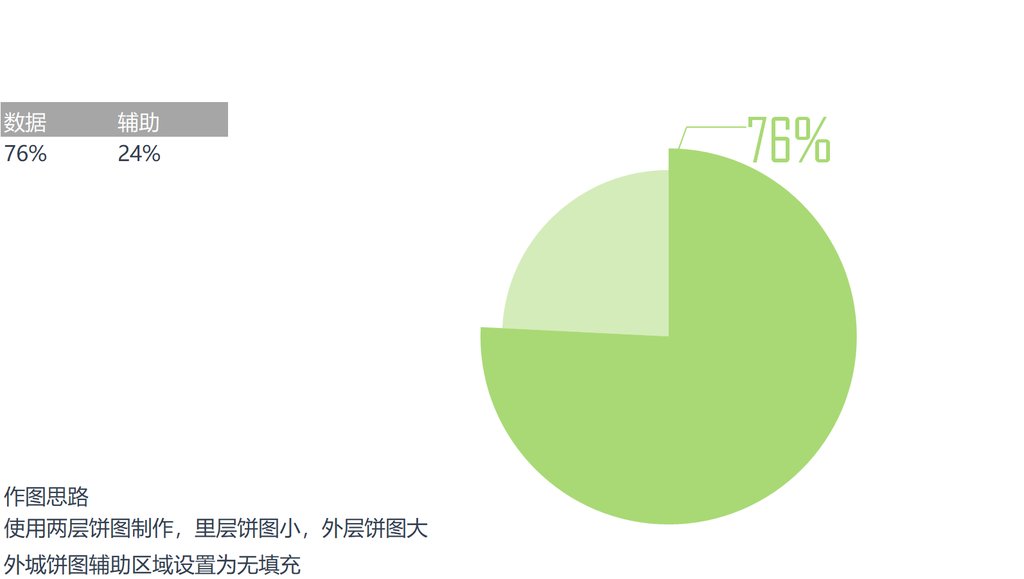 数据 辅助
76% 24%
76%
作图思路
使用两层饼图制作，里层饼图小，外层饼图大
外城饼图辅助区域设置为无填充